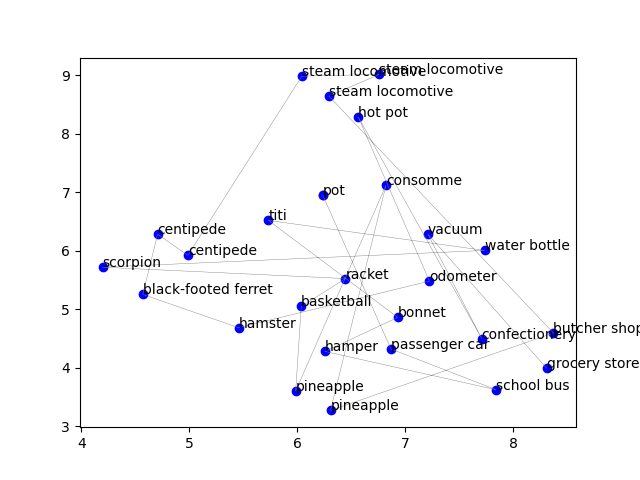 9
8
7
6
5
4
3
4
5
6
7
8
steam locomotive
steam locomotive
steam locomotive
hot pot
consomme
pot
titi
centipede
vacuum
centipede
water bottle
scorpion
racket
odometer
black-footed ferret
basketball
bonnet
hamster
confectionery
butcher shop
hamper
passenger car
grocery store
pineapple
school bus
pineapple